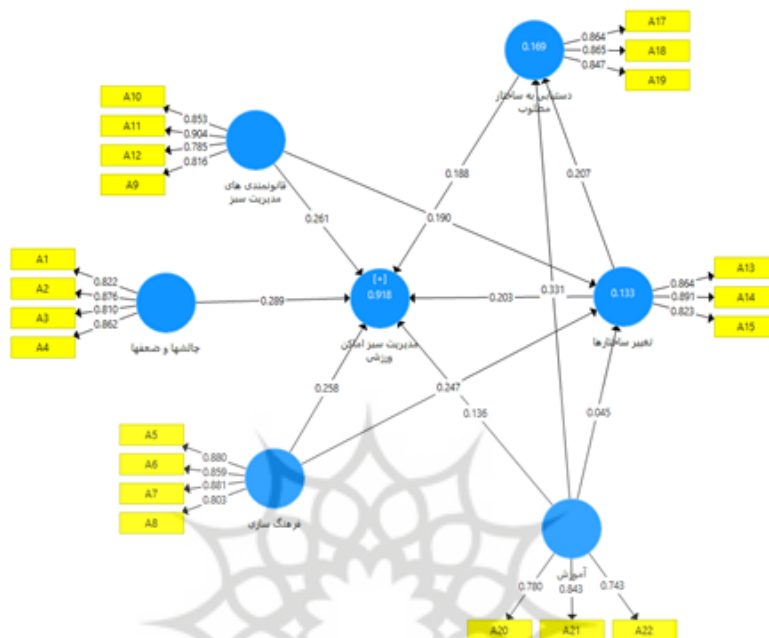 A17
0.864
0.169
0.865
A18
0.847
A19
دستیابی به ساختار
مطلوب
A10
0.853
A11
0.904
A12
0.785
0.816
A9
قانونمندی های
مدیریت سبز
0.188
0.207
0.261
0.190
A1
0.822
A2
0.876
A3
0.810
A4
0.862
چالشها و ضعفها
0.289
[+]
0.918
مدیریت سبز اماکن
ورزشی
0.203
0.331
0.133
تغییر ساختارها
A13
0.864
A14
0.891
0.823
A15
0.258
0.247
0.136
0.045
A5
0.880
A6
0.859
A7
0.881
0.803
A8
فرهنگ سازی
آموزش
0.780
0.843
0.743
A20
A21
A22